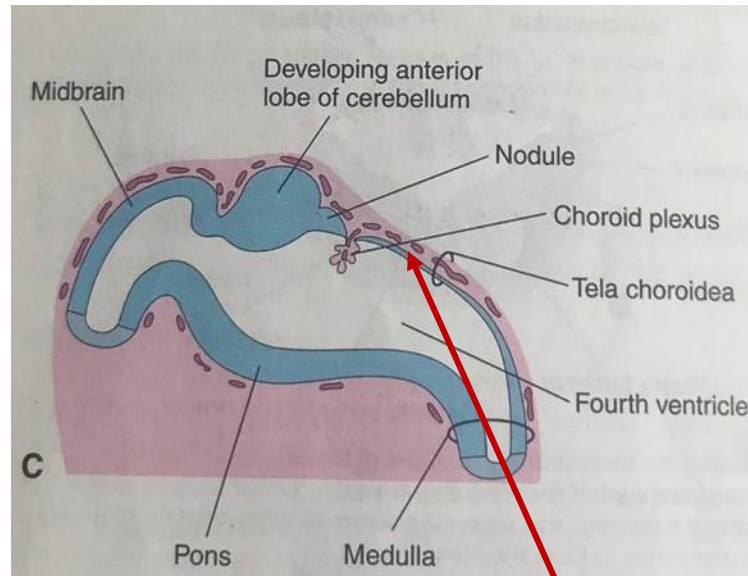 Midbrain
Developing anterior
lobe of cerebellum
Nodule
Choroid plexus
Tela choroidea
Fourth ventricle
C
Pons
Medulla